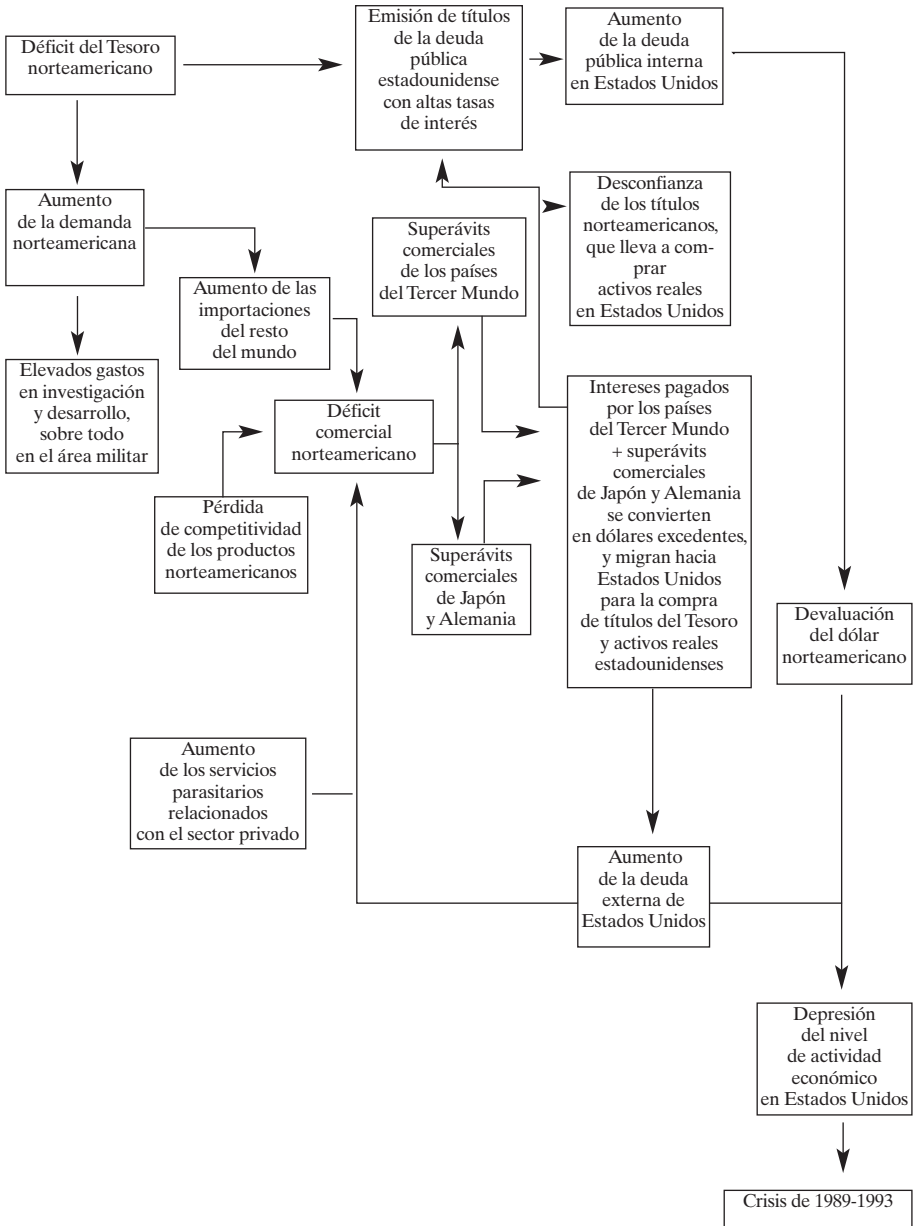 Déficit del Tesoro
norteamericano
Emisión de títulos
de la deuda
pública
estadounidense
con altas tasas
de interés
Aumento
de la deuda
pública interna
en Estados Unidos
Aumento
de la demanda
norteamericana
Desconfianza
de los títulos
norteamericanos,
que lleva a com-
prar
activos reales
en Estados Unidos
Superávits
comerciales
de los países
del Tercer Mundo
Aumento de las
importaciones
del resto
del mundo
Elevados gastos
en investigación
y desarrollo,
sobre todo
en el área militar
Déficit
comercial
norteamericano
Intereses pagados
por los países
del Tercer Mundo
+ superávits
comerciales
de Japón y Alemania
se convierten
en dólares excedentes,
y migran hacia
Estados Unidos
para la compra
de títulos del Tesoro
y activos reales
estadounidenses
Pérdida
de competitividad
de los productos
norteamericanos
Superávits
comerciales
de Japón
y Alemania
Devaluación
del dólar
norteamericano
Aumento
de los servicios
parasitarios
relacionados
con el sector privado
Aumento
de la deuda
externa de
Estados Unidos
Depresión
del nivel
de actividad
económico
en Estados Unidos
Crisis de 1989-1993